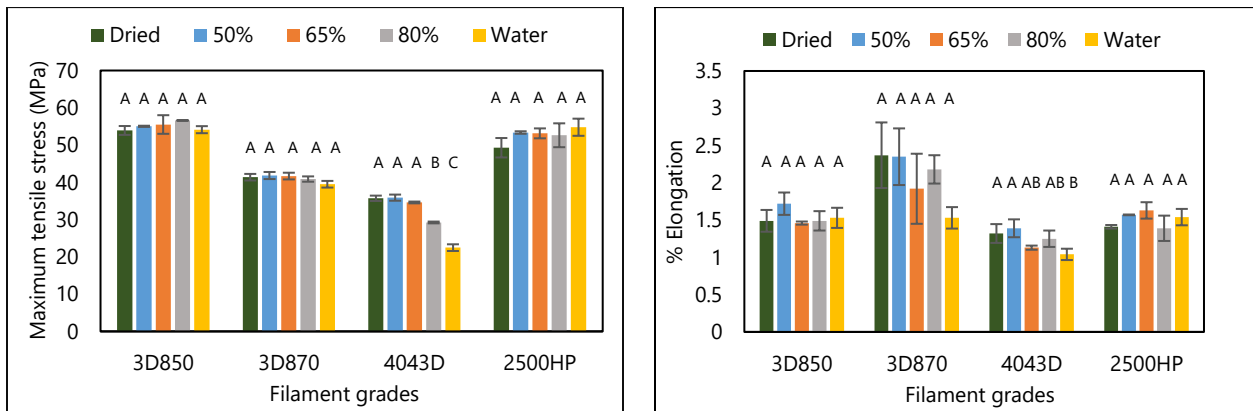 Dried 50% 65% 80% Water
Maximum tensile stress (MPa)
70
60
50
40
30
20
10
0
A A A A A
A A A A A
A A A B C
A A A A A
3D850 3D870 4043D 2500HP
Filament grades
Dried 50% 65% 80% Water
% Elongation
3.5
3
2.5
2
1.5
1
0.5
0
A A A A A
A A A A A
A A AB AB B
A A A A A
3D850 3D870 4043D 2500HP
Filament grades